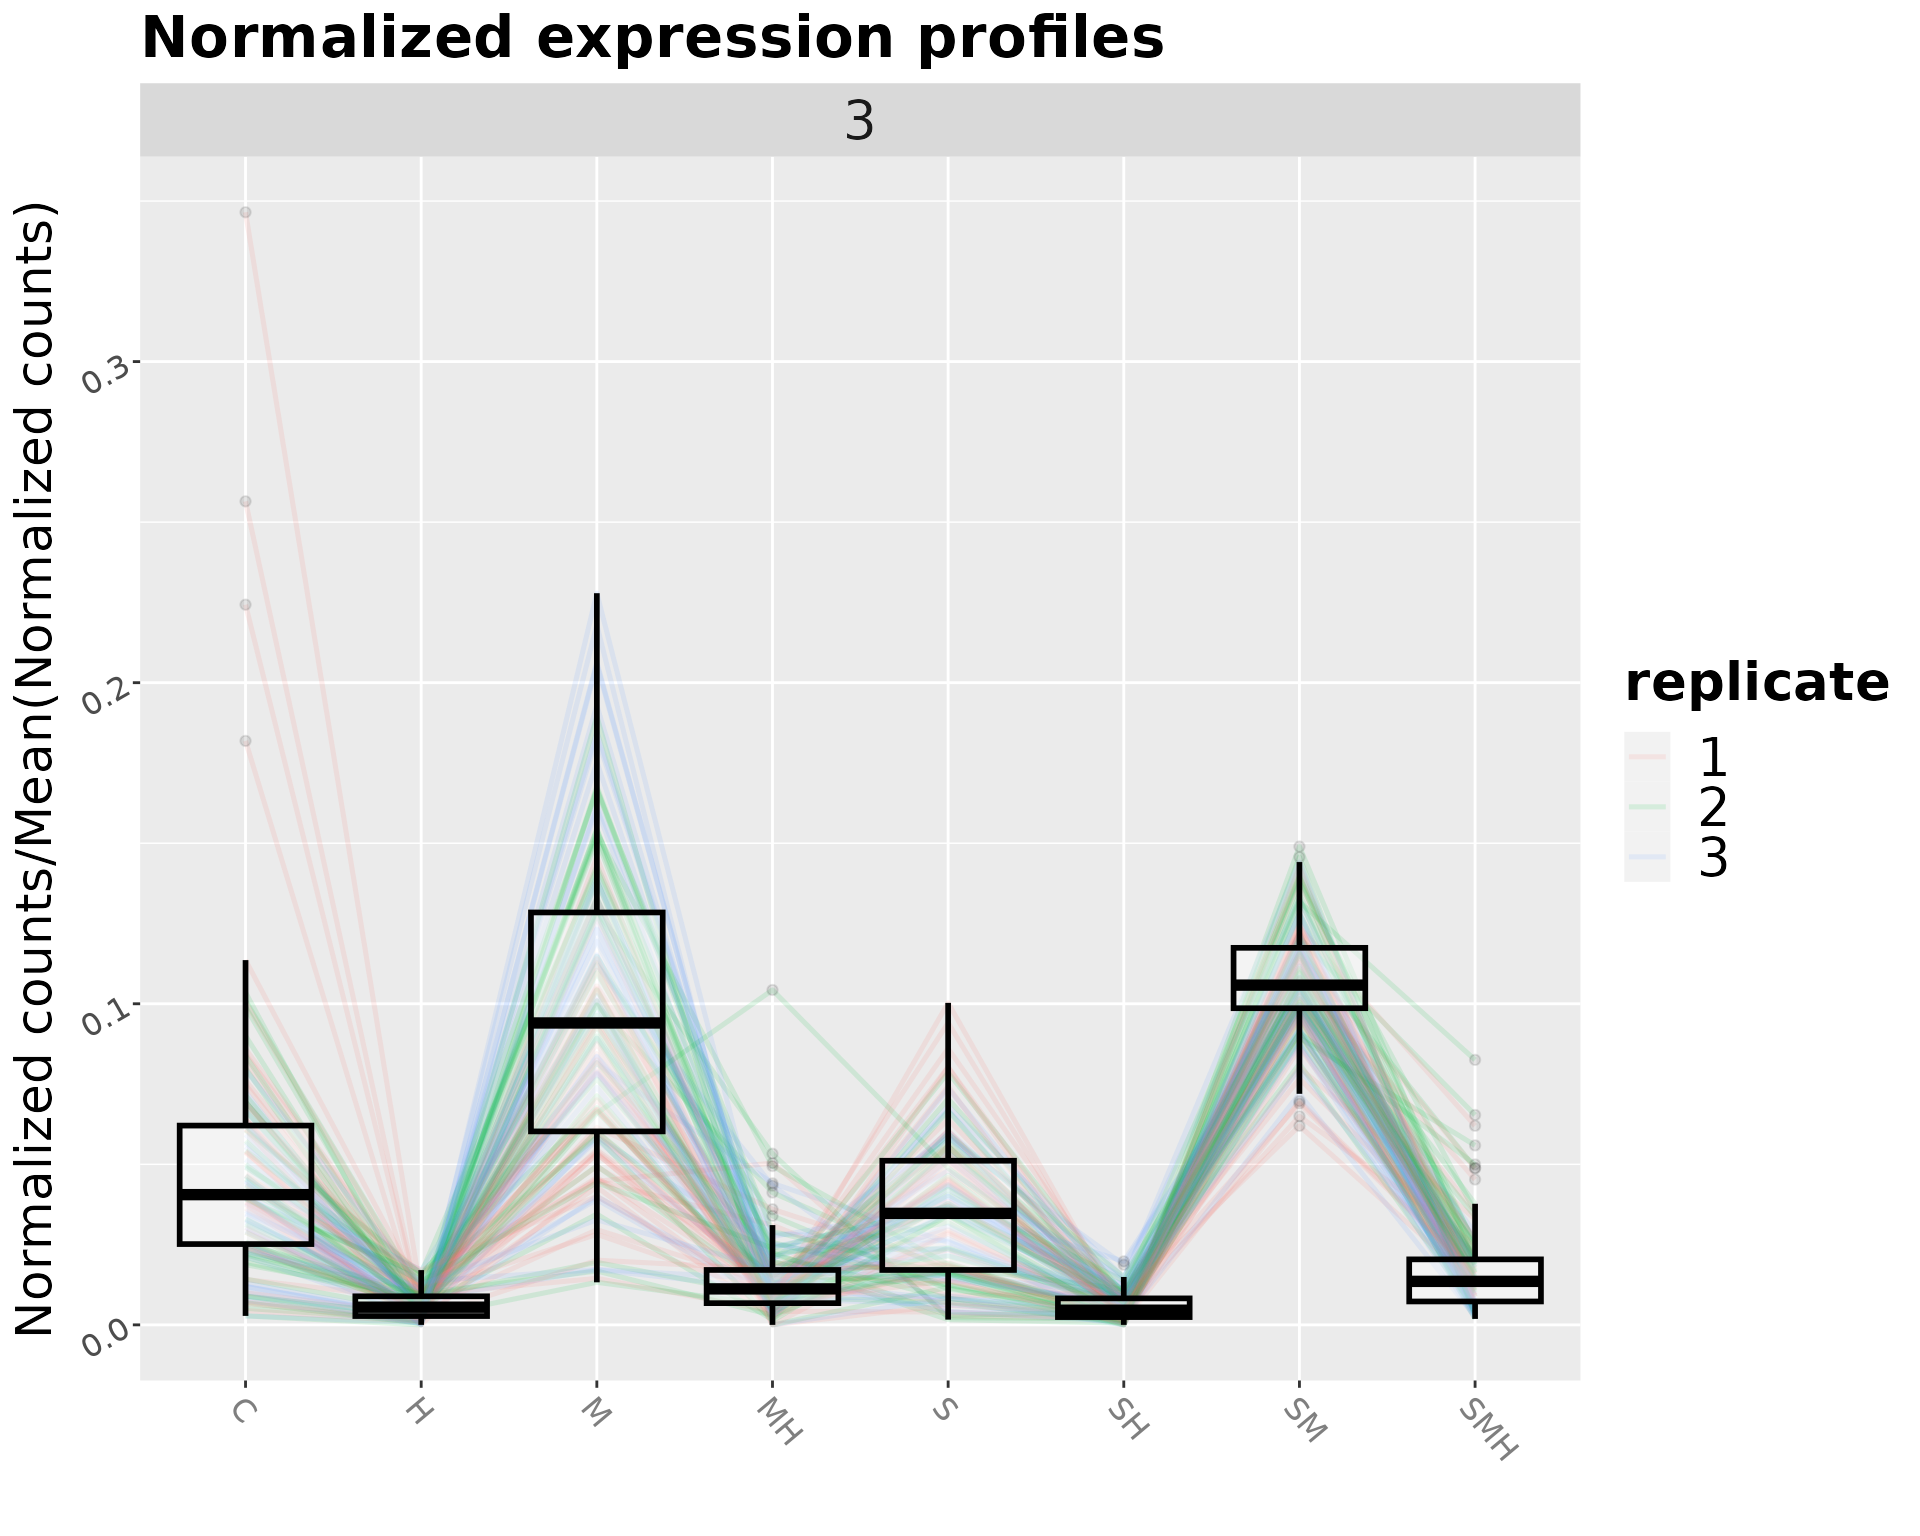 Normalized expression profiles
3
Normalized counts/Mean(Normalized counts)
0.3
0.2
0.1
0.0
C
H
M
MH
S
SH
SM
SMH
replicate
1
2
3